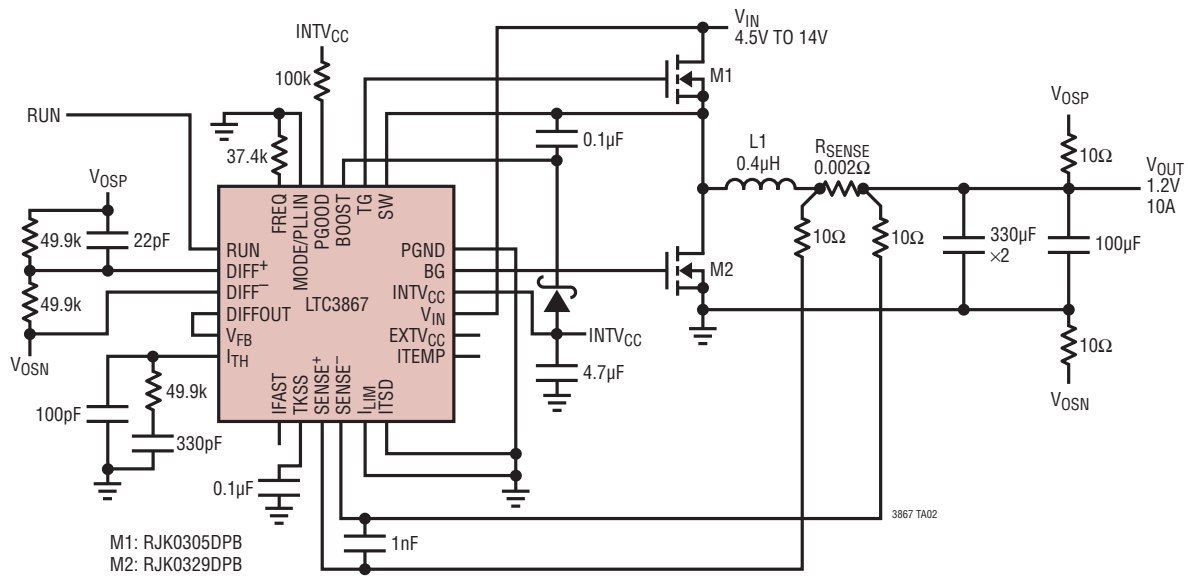 INTVCC
100k
VIN
4.5V TO 14V
M1
RUN
37.4k
0.1µF
VOSP
10Ω
L1
0.4µH
RSENSE
0.002Ω
VOUT
1.2V
10A
VOSP
49.9k
22pF
FREQ
MODE/PLLIN
PGOOD
BOOST
TG
SW
RUN
DIFF+
DIFF–
DIFFOUT
VFB
ITH
LTC3867
PGND
BG
INTVCC
VIN
EXTVCC
ITEMP
IFAST
TKSS
SENSE+
SENSE–
ILIM
ITSD
49.9k
VOSN
M2
10Ω
10Ω
330µF
×2
100µF
INTVCC
4.7µF
10Ω
VOSN
49.9k
100pF
330pF
0.1µF
1nF
3867 TA02
M1: RJK0305DPB
M2: RJK0329DPB